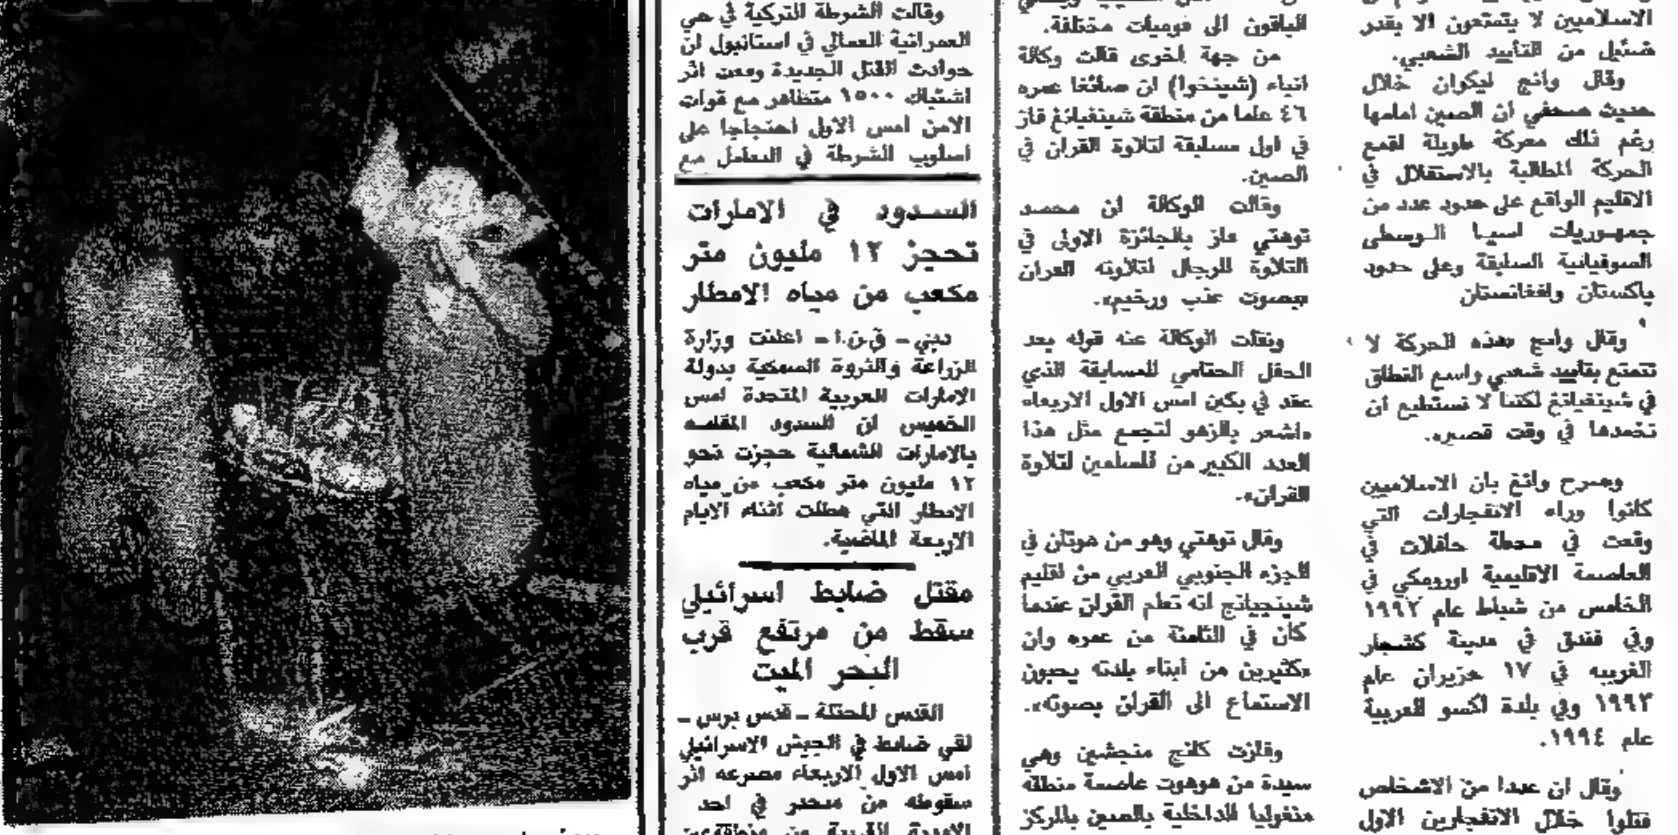 الاسلاميين لا يتمتعون الا بقدر
ضئيل من التأييد الشعبي.
وقال وانج ليكوان خلال
حديث صحفي ان الصين امامها
رغم ذلك معركة طويلة لقمع
الحركة المطالبة بالاستقلال في
الاقليم الواقع على حدود عدد من
جمهوريات اسيا الوسطى
السوفياتية السابقة وعلى حدود
باكستان وافغانستان
وقال وانج «هذه الحركة لا
تتمتع بتأييد شعبي واسع النطاق
في شينغيانغ لكننا لا نستطيع ان
نخمدها في وقت قصير».
وصرح وانغ بان الاسلاميين
كانوا وراء الانفجارات التي
وقعت في محطة حافلات في
العاصمة الاقليمية اورومكي في
الخامس من شباط عام ١٩٩٢
وفي فندق في مدينة كشجار
الغربية في ١٧ حزيران عام
١٩٩٣ وفي بلدة اكسو الغربية
عام ١٩٩٤.
وقال ان عددا من الاشخاص
قتلوا خلال الانفجارين الاول
الباقون الى قوميات مختلفة.
من جهة اخرى قالت وكالة
انباء (شينخوا) ان صائغا عمره
٤٦ عاما من منطقة شينغيانغ فاز
في اول مسابقة لتلاوة القران في
الصين.
وقالت الوكالة ان محمد
توهتي فاز بالجائزة الاولى في
التلاوة للرجال لتلاوته القران
«بصوت عذب ورخيم».
ونقلت الوكالة عنه قوله بعد
الحفل الختامي للمسابقة الذي
عقد في بكين امس الاول الاربعاء
«اشعر بالزهو لتجمع مثل هذا
العدد الكبير من المسلمين لتلاوة
القران».
وقال توهتي وهو من هوتان في
الجزء الجنوبي الغربي من اقليم
شينجيانج انه تعلم القران عندما
كان في الثامنة من عمره وان
«كثيرين من أبناء بلدته يحبون
الاستماع الى القران بصوته».
وفازت كانج منجشين وهي
سيدة من هوهوت عاصمة منطقة
منغوليا الداخلية بالصين بالمركز
وقالت الشرطة التركية في حي
العمرانية العمالي في استانبول ان
حوادث القتل الجديدة وقعت اثر
اشتباك ١٥٠٠ متظاهر مع قوات
الامن امس الاول احتجاجا على
اسلوب الشرطة في التعامل مع
السدود في الامارات
تحجز ١٢ مليون متر
مكعب من مياه الامطار
دبي - ق.ن.ا - اعلنت وزارة
الزراعة والثروة السمكية بدولة
الامارات العربية المتحدة امس
الخميس ان السدود المقامة
بالامارات الشمالية حجزت نحو
١٢ مليون متر مكعب من مياه
الامطار التي هطلت اثناء الايام
الاربعة الماضية.
مقتل ضابط اسرائيلي
سقط من مرتفع قرب
البحر الميت
القدس المحتلة - قدس برس -
لقي ضابط في الجيش الاسرائيلي
امس الاول الاربعاء مصرعه اثر
سقوطه من منحدر في احد
الاودية القريبة من